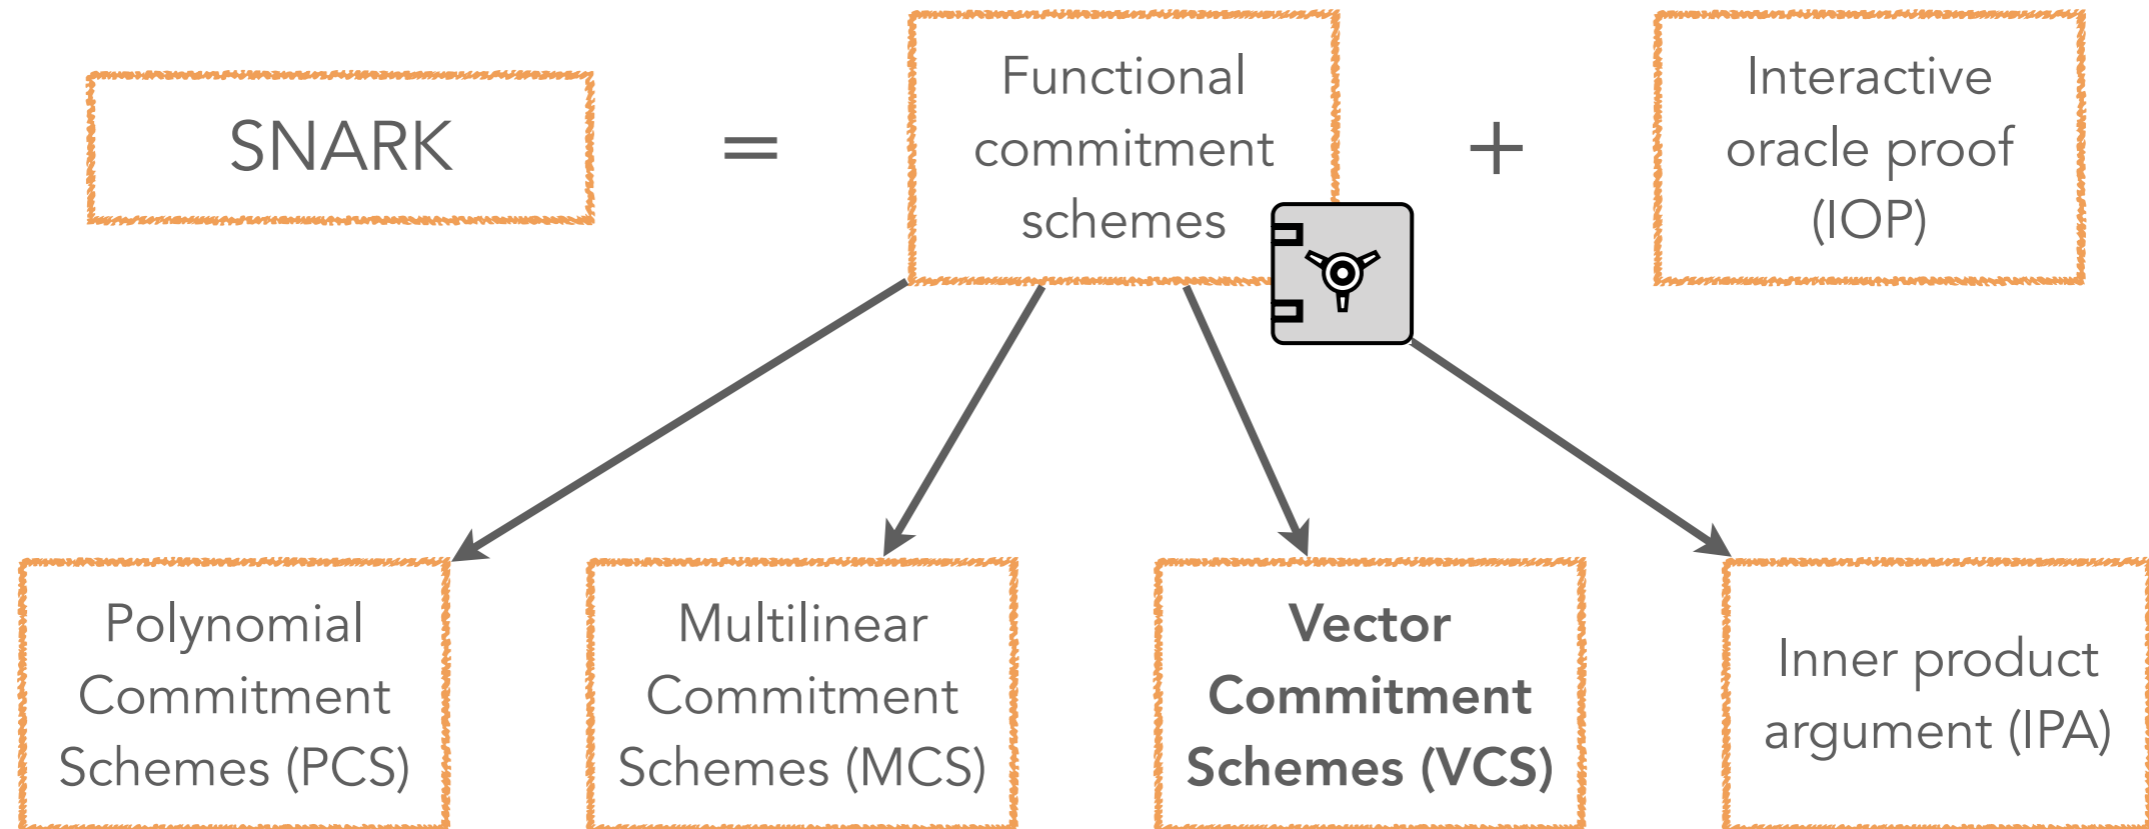 SNARK
=
Functional
commitment
schemes
+
Interactive
oracle proof
(IOP)
Polynomial
Commitment
Schemes (PCS)
Multilinear
Commitment
Schemes (MCS)
Vector
Commitment
Schemes (VCS)
Inner product
argument (IPA)